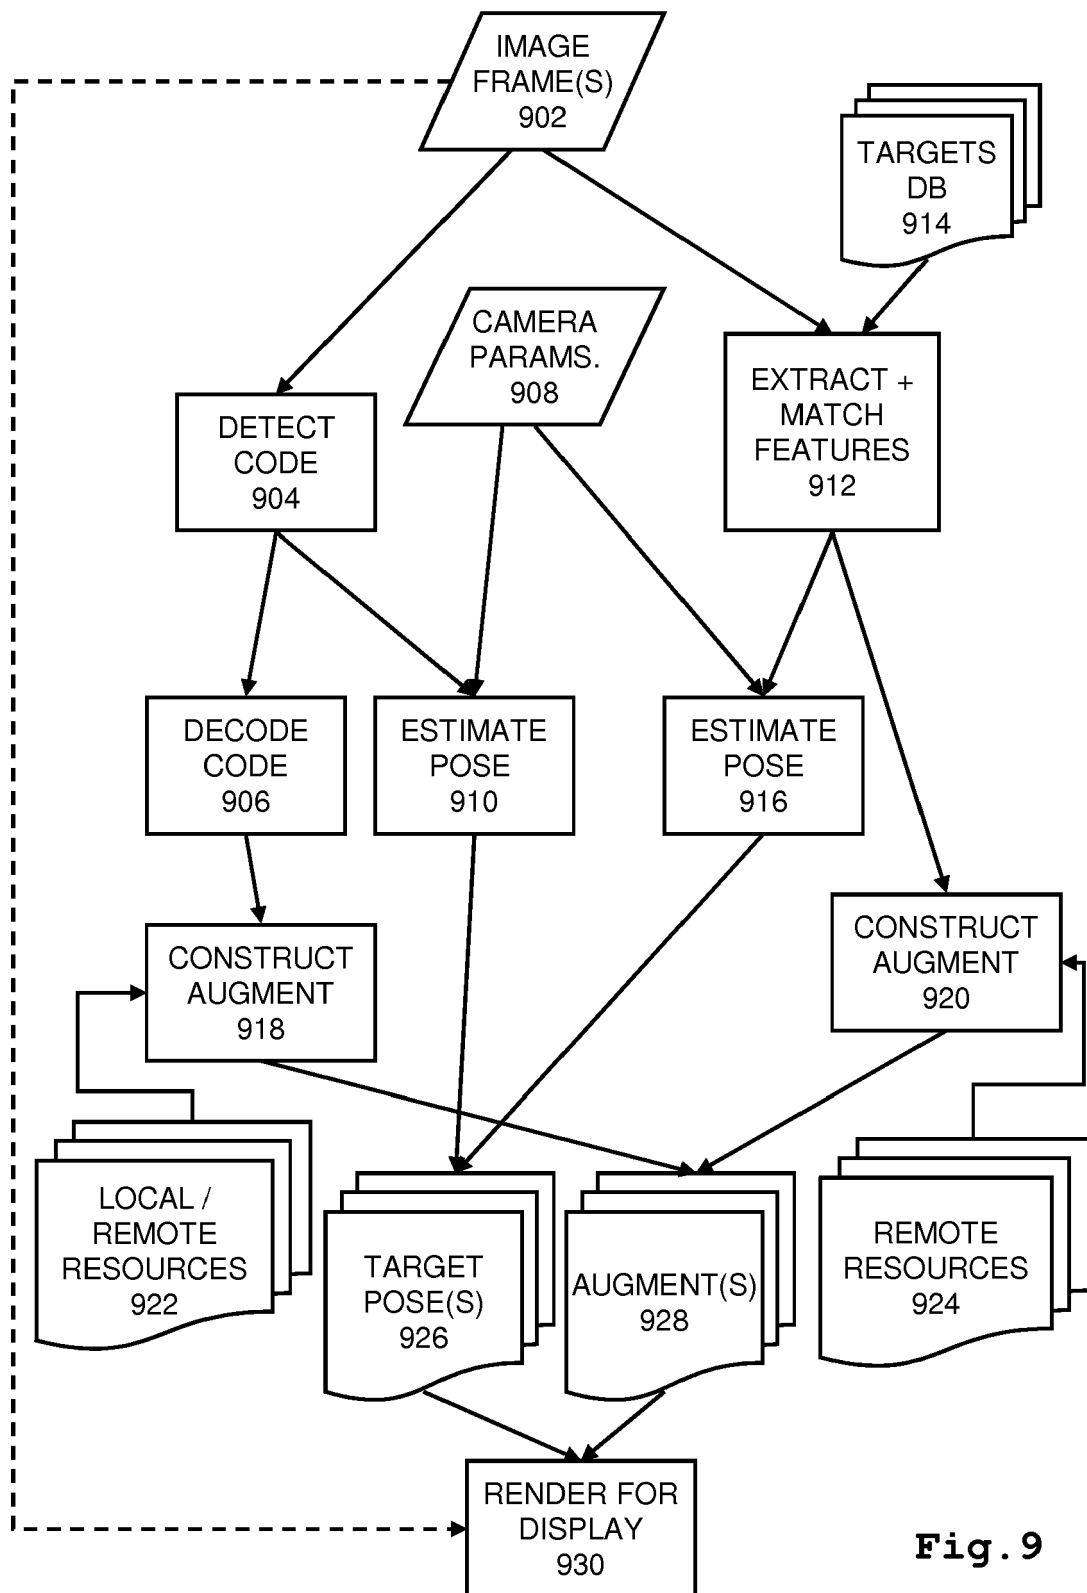 IMAGE
FRAME(S)
902
TARGETS
DB
914
CAMERA
PARAMS.
908
EXTRACT +
MATCH
FEATURES
912
DETECT
CODE
904
DECODE
CODE
906
ESTIMATE
POSE
910
ESTIMATE
POSE
916
CONSTRUCT
AUGMENT
918
CONSTRUCT
AUGMENT
920
LOCAL /
REMOTE
RESOURCES
922
TARGET
POSE(S)
926
AUGMENT(S)
928
REMOTE
RESOURCES
924
RENDER FOR
DISPLAY
930
Fig.9